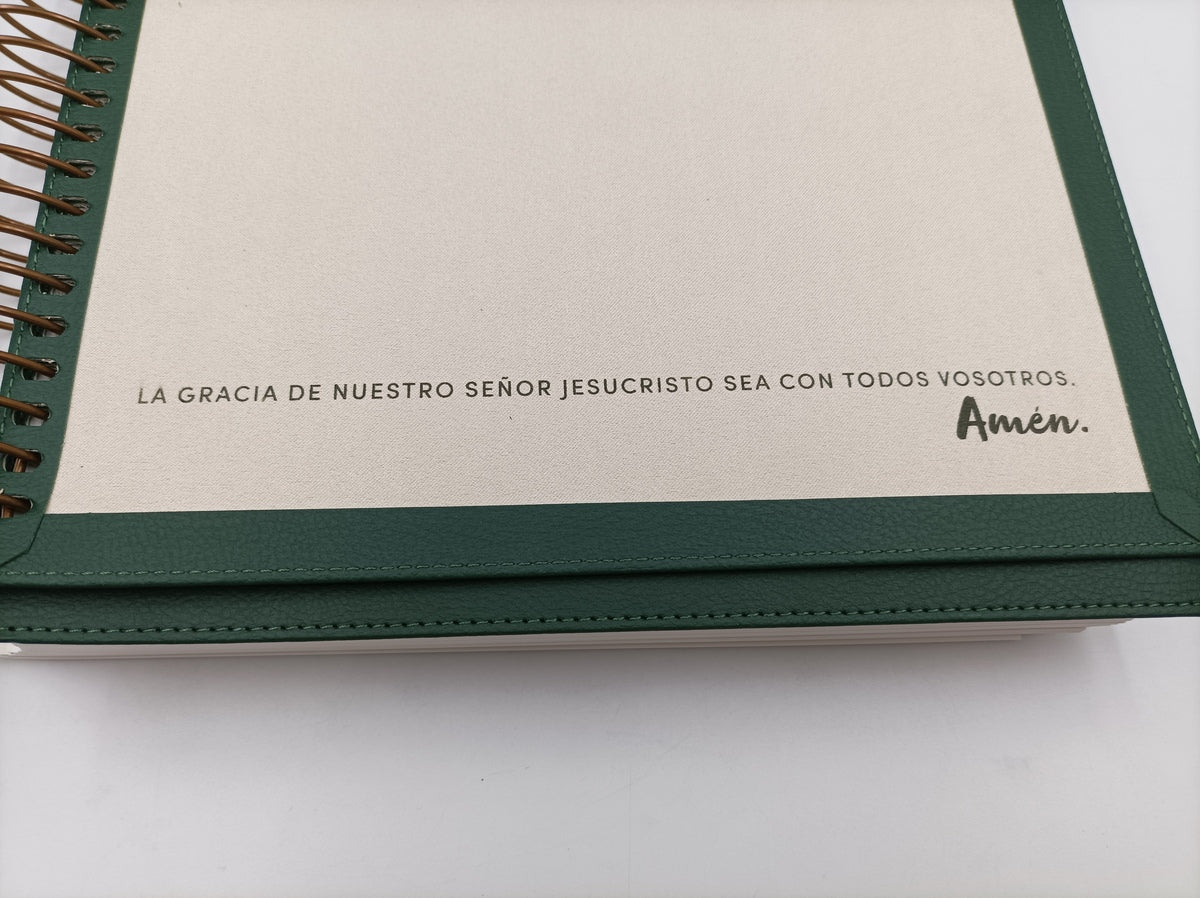 LA GRACIA DE NUESTRO SEÑOR JESUCRISTO SEA CON TODOS VOSOTROS.
Amén.